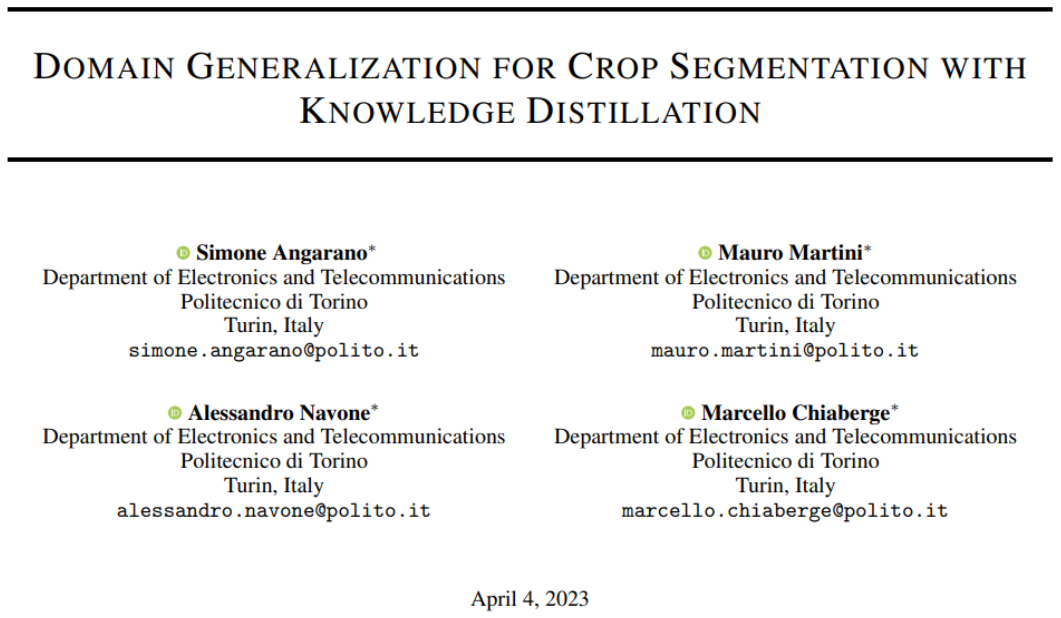 DOMAIN GENERALIZATION FOR CROP SEGMENTATION WITH
KNOWLEDGE DISTILLATION
Simone Angarano*
Department of Electronics and Telecommunications
Politecnico di Torino
Turin, Italy
simone.angarano@polito.it
Mauro Martini*
Department of Electronics and Telecommunications
Politecnico di Torino
Turin, Italy
mauro.martini@polito.it
Alessandro Navone*
Department of Electronics and Telecommunications
Politecnico di Torino
Turin, Italy
alessandro.navone@polito.it
Marcello Chiaberge*
Department of Electronics and Telecommunications
Politecnico di Torino
Turin, Italy
marcello.chiaberge@polito.it
April 4, 2023